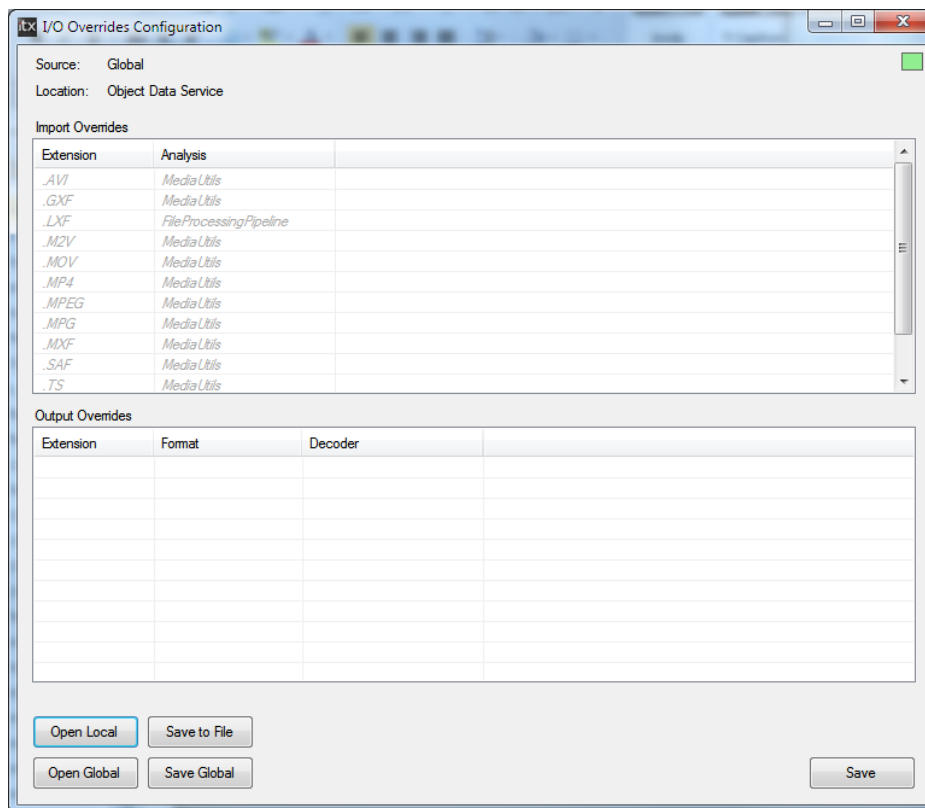 itx I/O Overrides Configuration
Source: Global
Location: Object Data Service
Import Overrides
Extension Analysis
.AVI MediaUtils
.GXF MediaUtils
.LXF FileProcessingPipeline
.M2V MediaUtils
.MOV MediaUtils
.MP4 MediaUtils
.MPEG MediaUtils
.MPG MediaUtils
.MXF MediaUtils
.SAF MediaUtils
.TS MediaUtils
Output Overrides
Extension Format Decoder
Open Local Save to File
Open Global Save Global Save